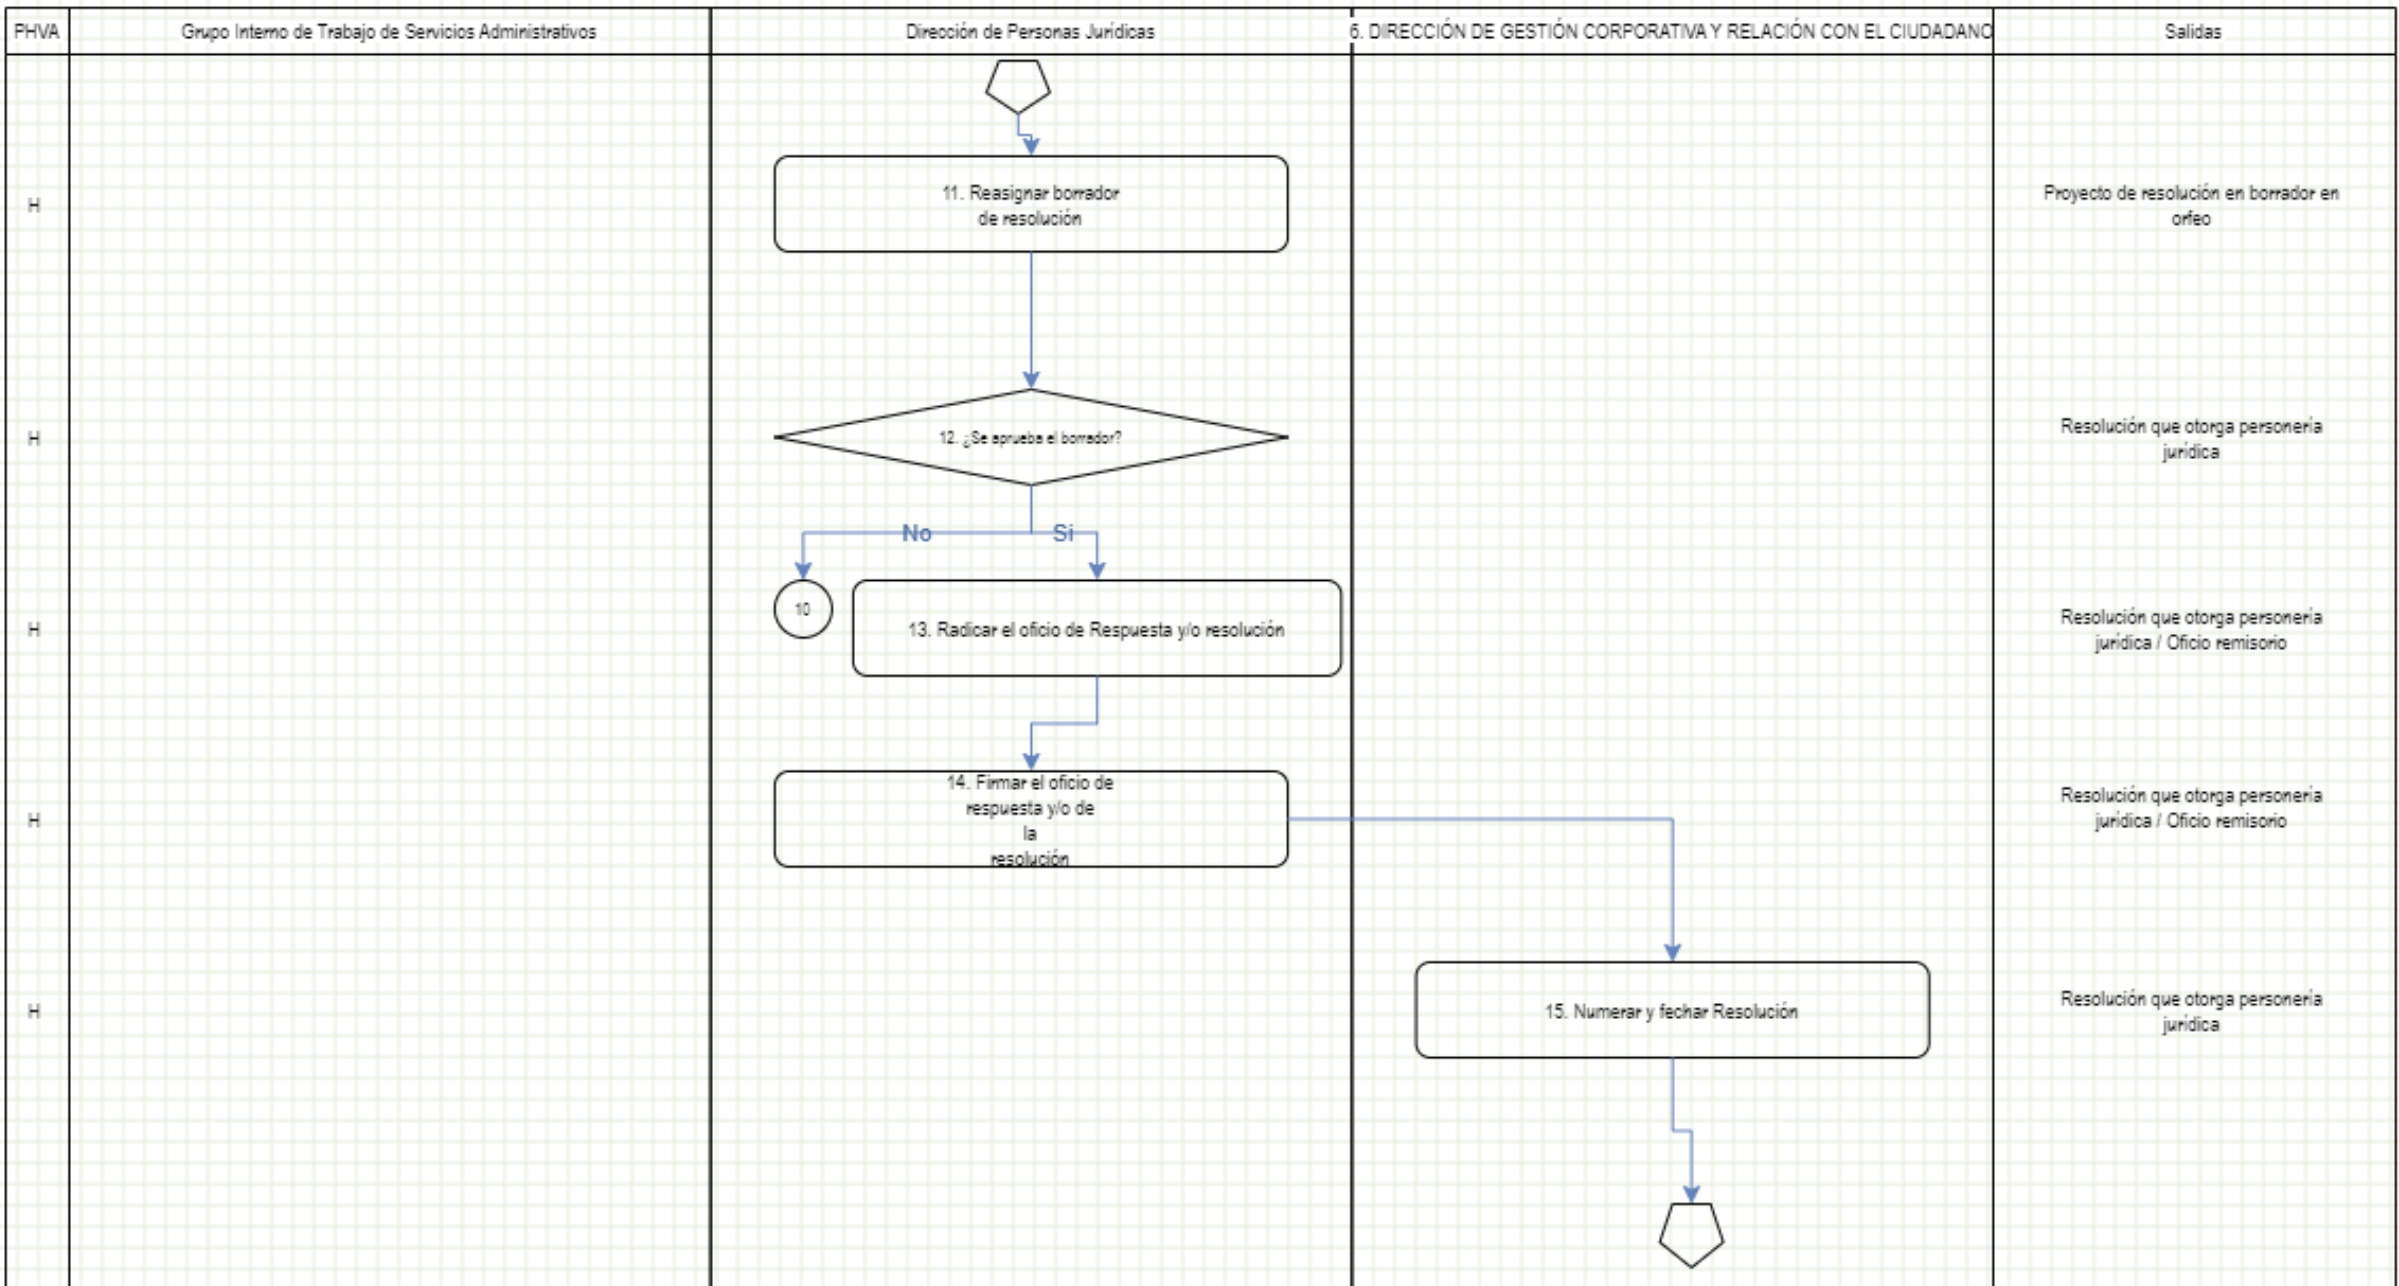 PHVA
Grupo Interno de Trabajo de Servicios Administrativos
Dirección de Personas Jurídicas
6. DIRECCIÓN DE GESTIÓN CORPORATIVA Y RELACIÓN CON EL CIUDADANO
Salidas
H
11. Reasignar borrador
de resolución
Proyecto de resolución en borrador en
orfeo
H
12. ¿Se aprueba el borrador?
Resolución que otorga personería
jurídica
No
Si
H
10
13. Radicar el oficio de Respuesta y/o resolución
Resolución que otorga personería
jurídica / Oficio remisorio
H
14. Firmar el oficio de
respuesta y/o de
la
resolución
Resolución que otorga personería
jurídica / Oficio remisorio
H
15. Numerar y fechar Resolución
Resolución que otorga personería
jurídica